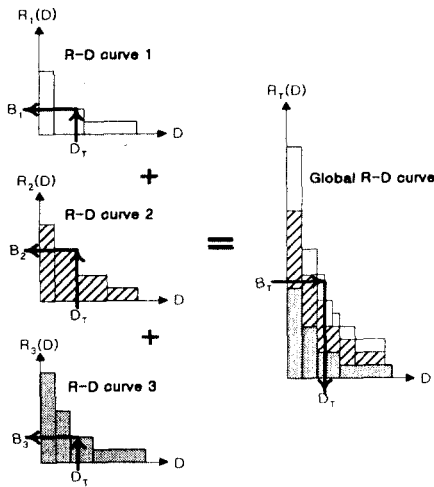 R₁(D)
R-D curve 1
B₁
D
D_T
+
R₂(D)
R-D curve 2
B₂
D
D_T
+
R₃(D)
R-D curve 3
B₃
D
D_T
=
R_T(D)
Global R-D curve
B_T
D
D_T